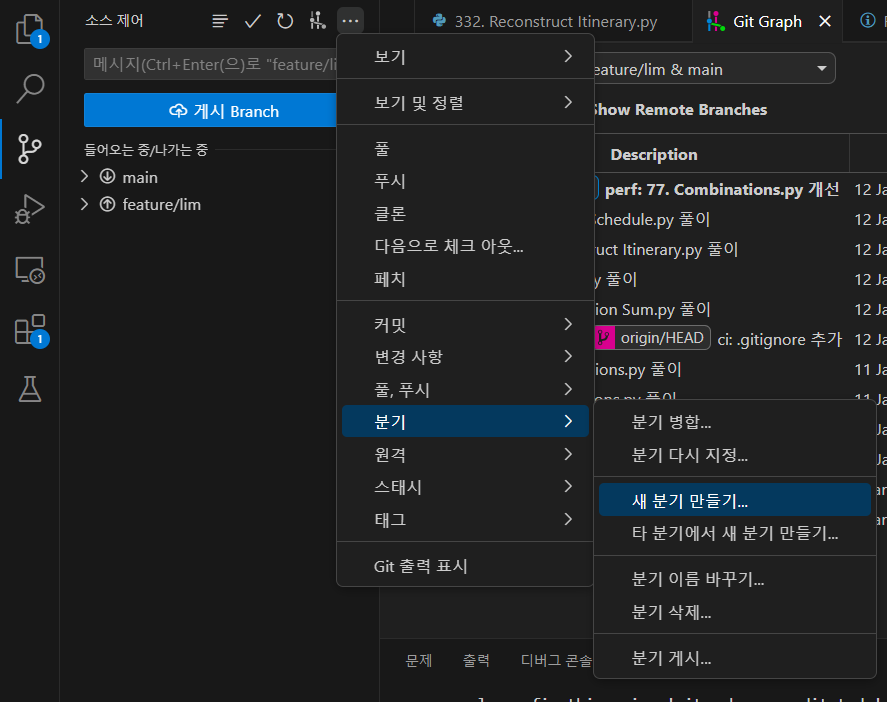 소스 제어
332. Reconstruct Itinerary.py
Git Graph
1
메시지(Ctrl+Enter(으)로 "feature/li
eature/lim & main
게시 Branch
Show Remote Branches
들어오는 중/나가는 중
main
feature/lim
Description
perf: 77. Combinations.py 개선
12 Ja
Schedule.py 풀이
12 Ja
ruct Itinerary.py 풀이
12 Ja
y 풀이
12 Ja
ion Sum.py 풀이
12 Ja
origin/HEAD ci: .gitignore 추가
12 Ja
ions.py 풀이
11 Ja
1
보기
보기 및 정렬
풀
푸시
클론
다음으로 체크 아웃...
페치
커밋
변경 사항
풀, 푸시
분기
원격
스태시
태그
Git 출력 표시
분기 병합...
분기 다시 지정...
새 분기 만들기...
타 분기에서 새 분기 만들기...
분기 이름 바꾸기...
분기 삭제...
분기 게시...
문제
출력
디버그 콘솔